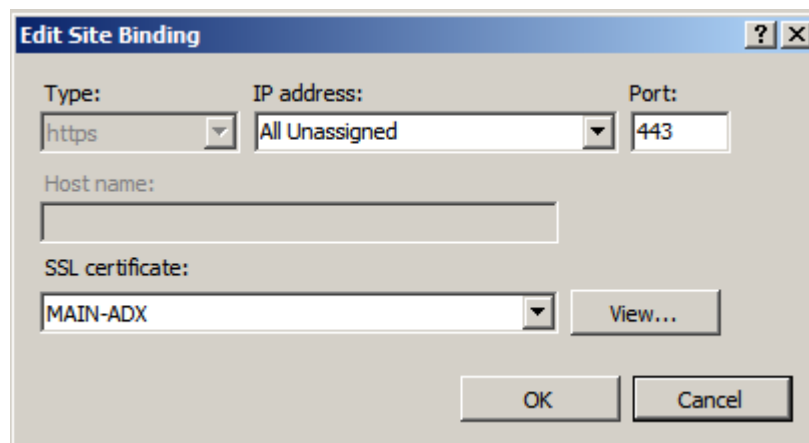 Edit Site Binding ? X
Type: IP address: Port:
https All Unassigned 443
Host name:
SSL certificate:
MAIN-ADX View...
OK Cancel